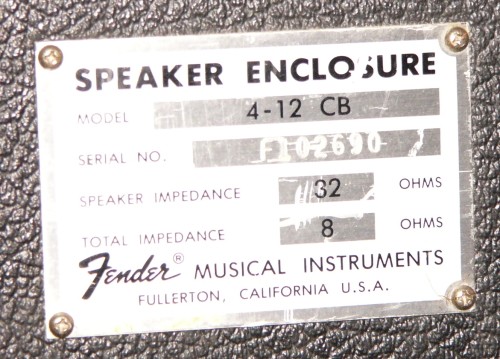 SPEAKER ENCLOSURE
MODEL 4-12 CB
SERIAL NO. F102690
SPEAKER IMPEDANCE 32 OHMS
TOTAL IMPEDANCE 8 OHMS
Fender® MUSICAL INSTRUMENTS
FULLERTON, CALIFORNIA U.S.A.